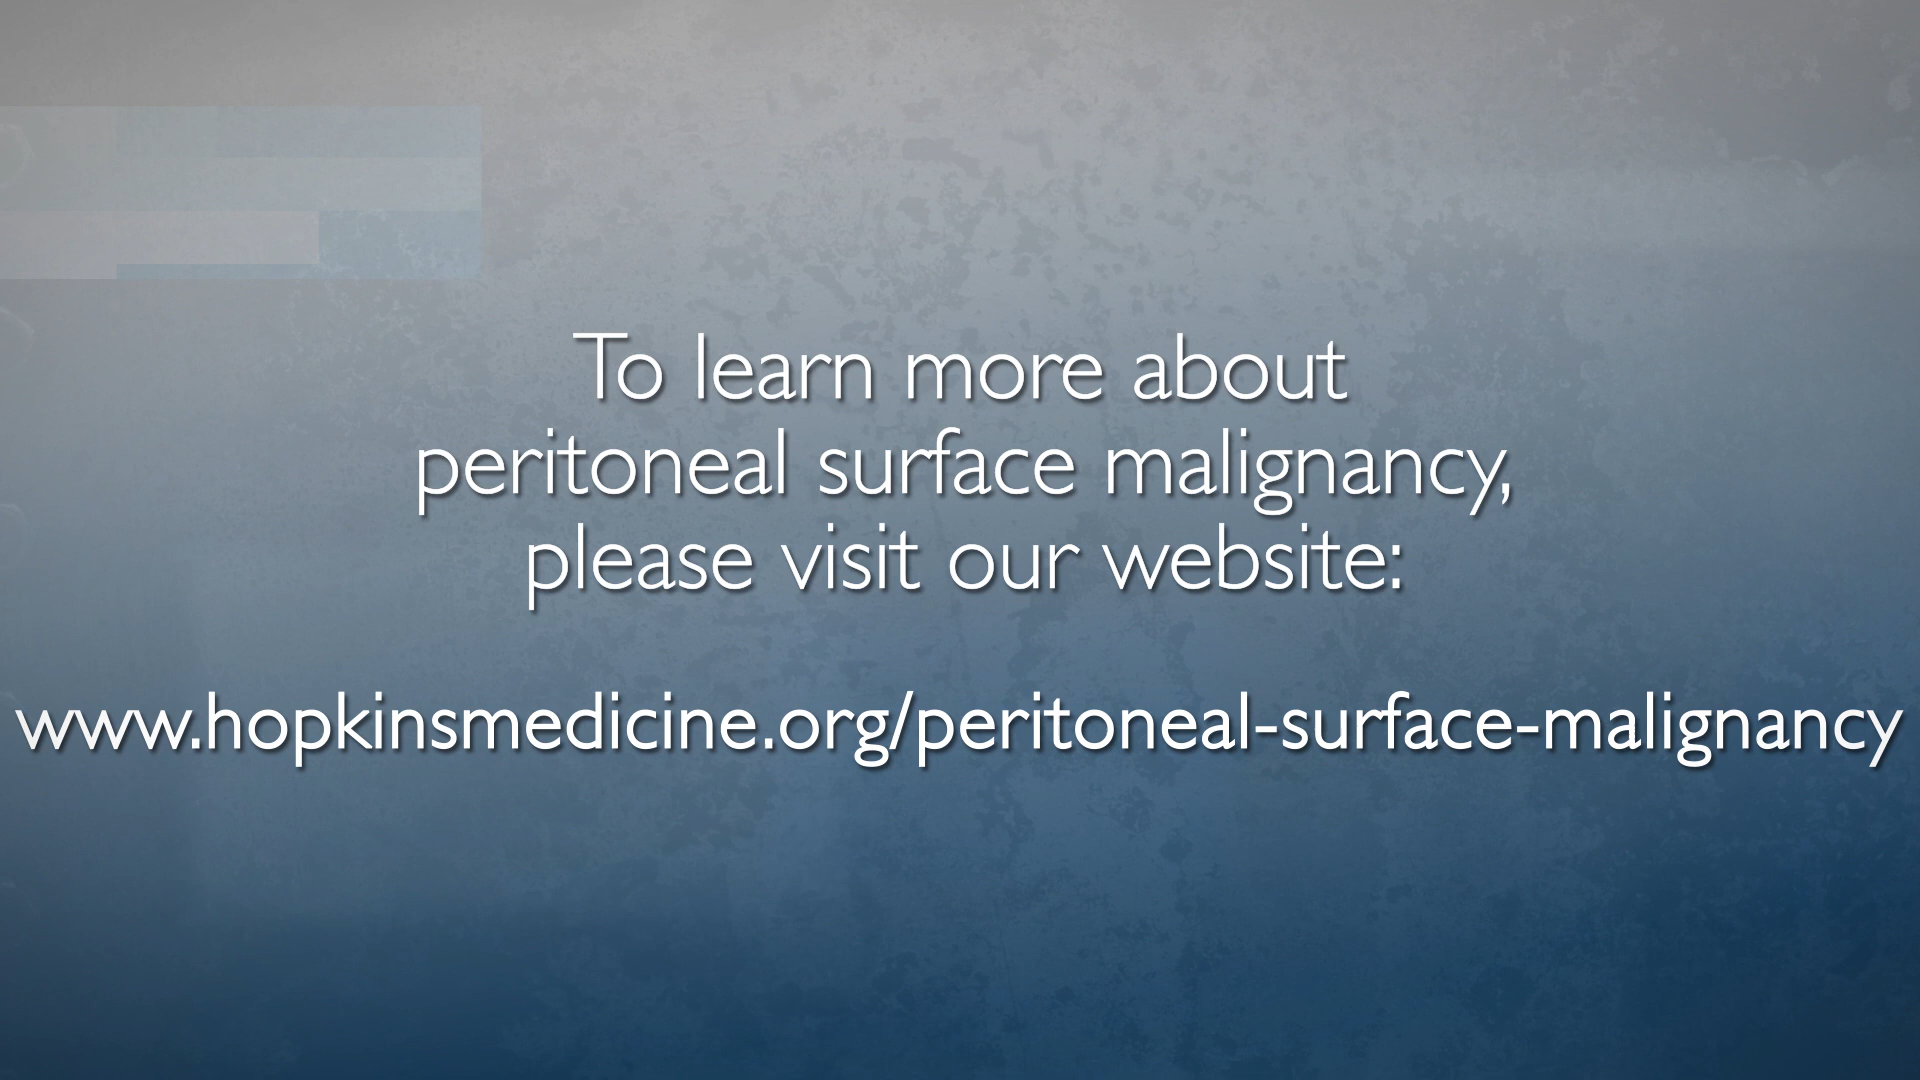 To learn more about
peritoneal surface malignancy,
please visit our website:
www.hopkinsmedicine.org/peritoneal-surface-malignancy